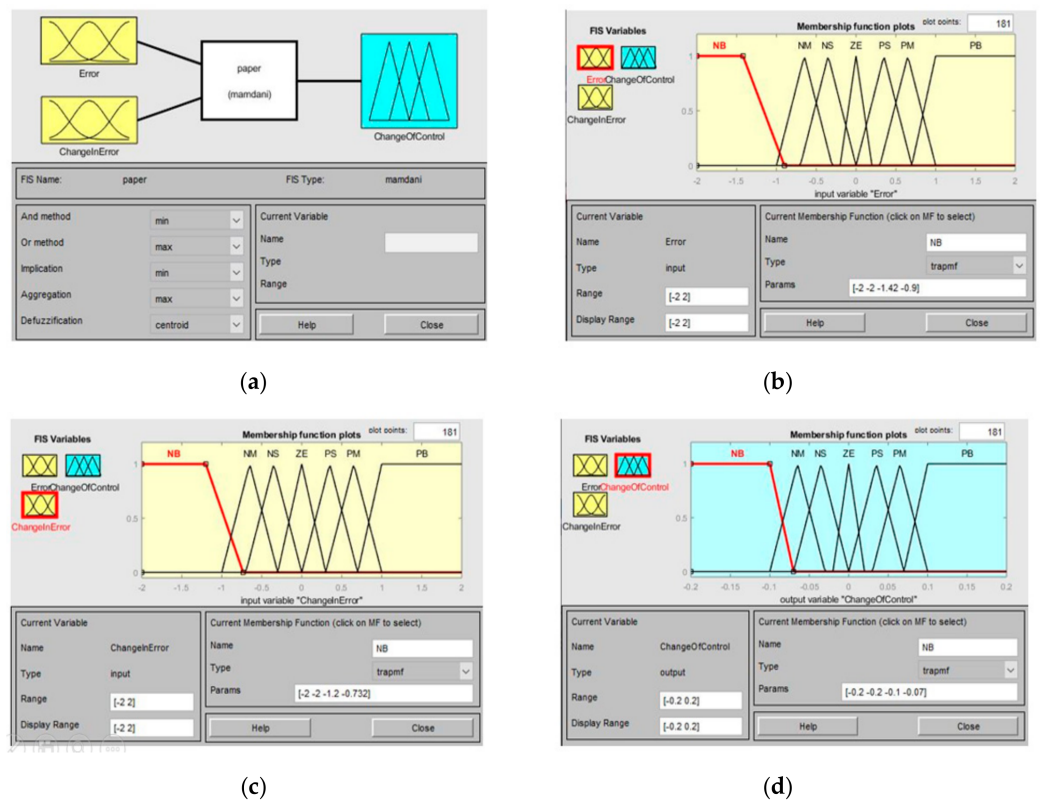 Error
ChangeInError
paper
(mamdani)
ChangeOfControl
FIS Name: paper FIS Type: mamdani
And method min
Or method max
Implication min
Aggregation max
Defuzzification centroid
Current Variable
Name
Type
Range
Help Close
(a)
FIS Variables
Membership function plots plot points: 181
ErrorChangeOfControl
ChangeInError
NB NM NS ZE PS PM PB
1
0.5
0
-2 -1.5 -1 -0.5 0 0.5 1 1.5 2
input variable "Error"
Current Variable
Name Error
Type input
Range [-2 2]
Display Range [-2 2]
Current Membership Function (click on MF to select)
Name NB
Type trapmf
Params [-2 -2 -1.42 -0.9]
Help Close
(b)
FIS Variables
Membership function plots plot points: 181
ErrorChangeOfControl
ChangeInError
NB NM NS ZE PS PM PB
1
0.5
0
-2 -1.5 -1 -0.5 0 0.5 1 1.5 2
input variable "ChangeInError"
Current Variable
Name ChangeInError
Type input
Range [-2 2]
Display Range [-2 2]
Current Membership Function (click on MF to select)
Name NB
Type trapmf
Params [-2 -2 -1.2 -0.732]
Help Close
(c)
FIS Variables
Membership function plots plot points: 181
ErrorChangeOfControl
ChangeInError
NB NM NS ZE PS PM PB
1
0.5
0
-0.2 -0.15 -0.1 -0.05 0 0.05 0.1 0.15 0.2
output variable "ChangeOfControl"
Current Variable
Name ChangeOfControl
Type output
Range [-0.2 0.2]
Display Range [-0.2 0.2]
Current Membership Function (click on MF to select)
Name NB
Type trapmf
Params [-0.2 -0.2 -0.1 -0.07]
Help Close
(d)